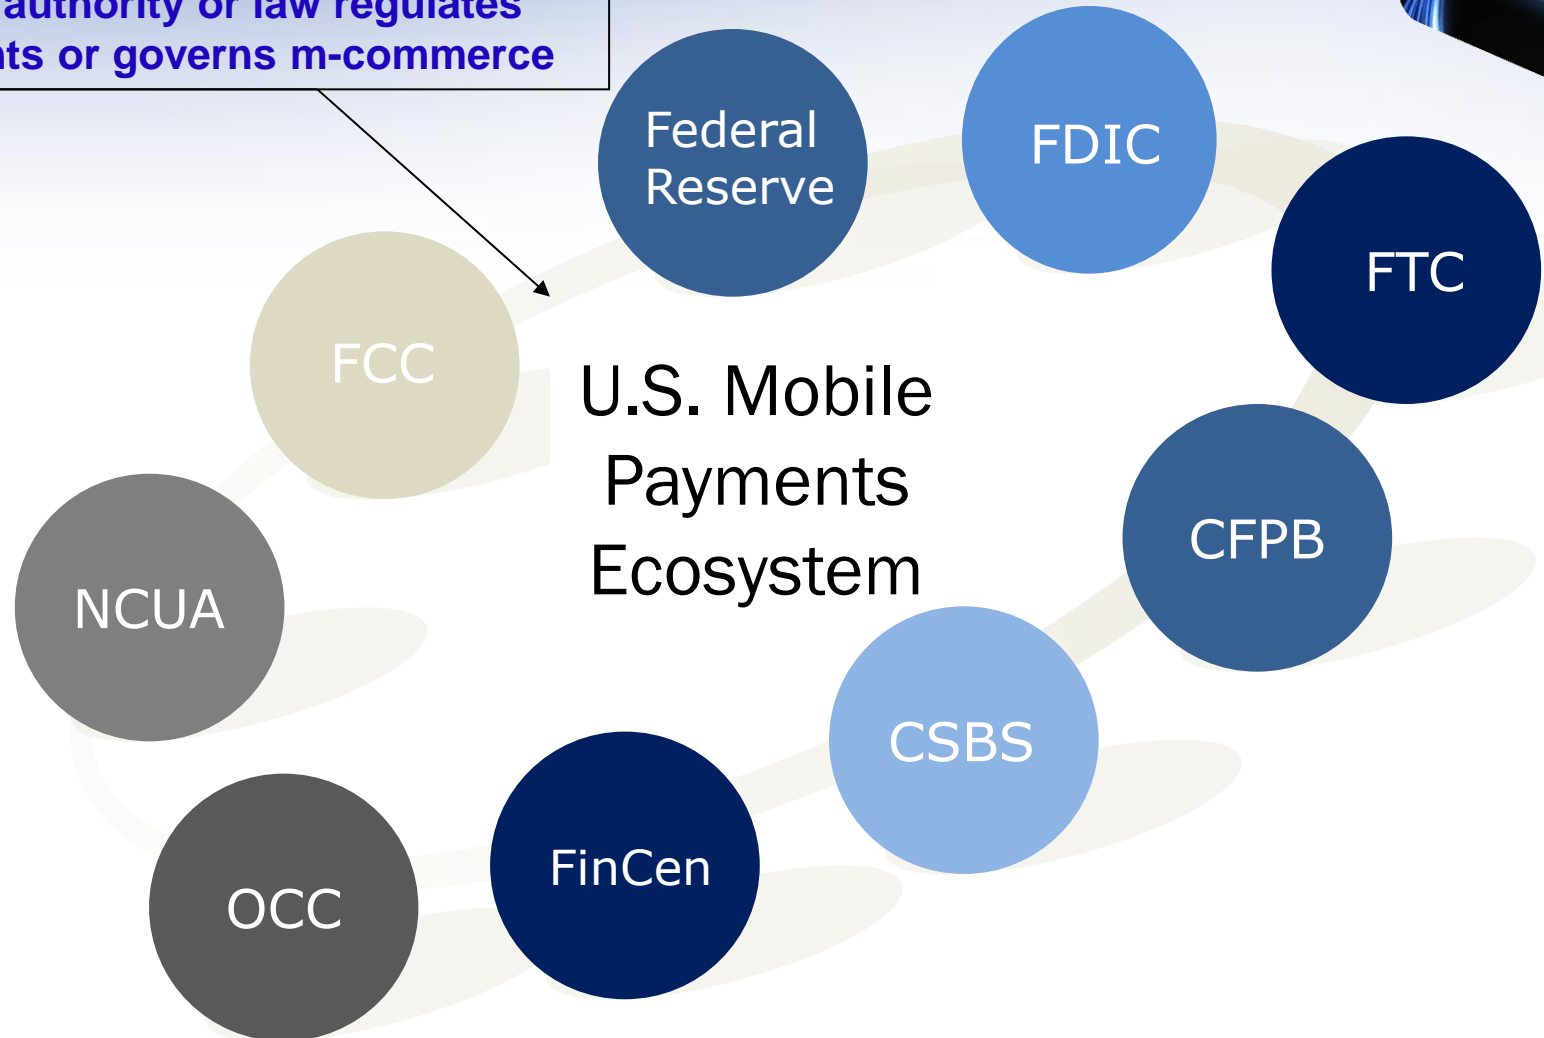 authority or law regulates
nts or governs m-commerce
Federal
Reserve
FDIC
FTC
FCC
U.S. Mobile
Payments
Ecosystem
CFPB
NCUA
CSBS
FinCen
OCC